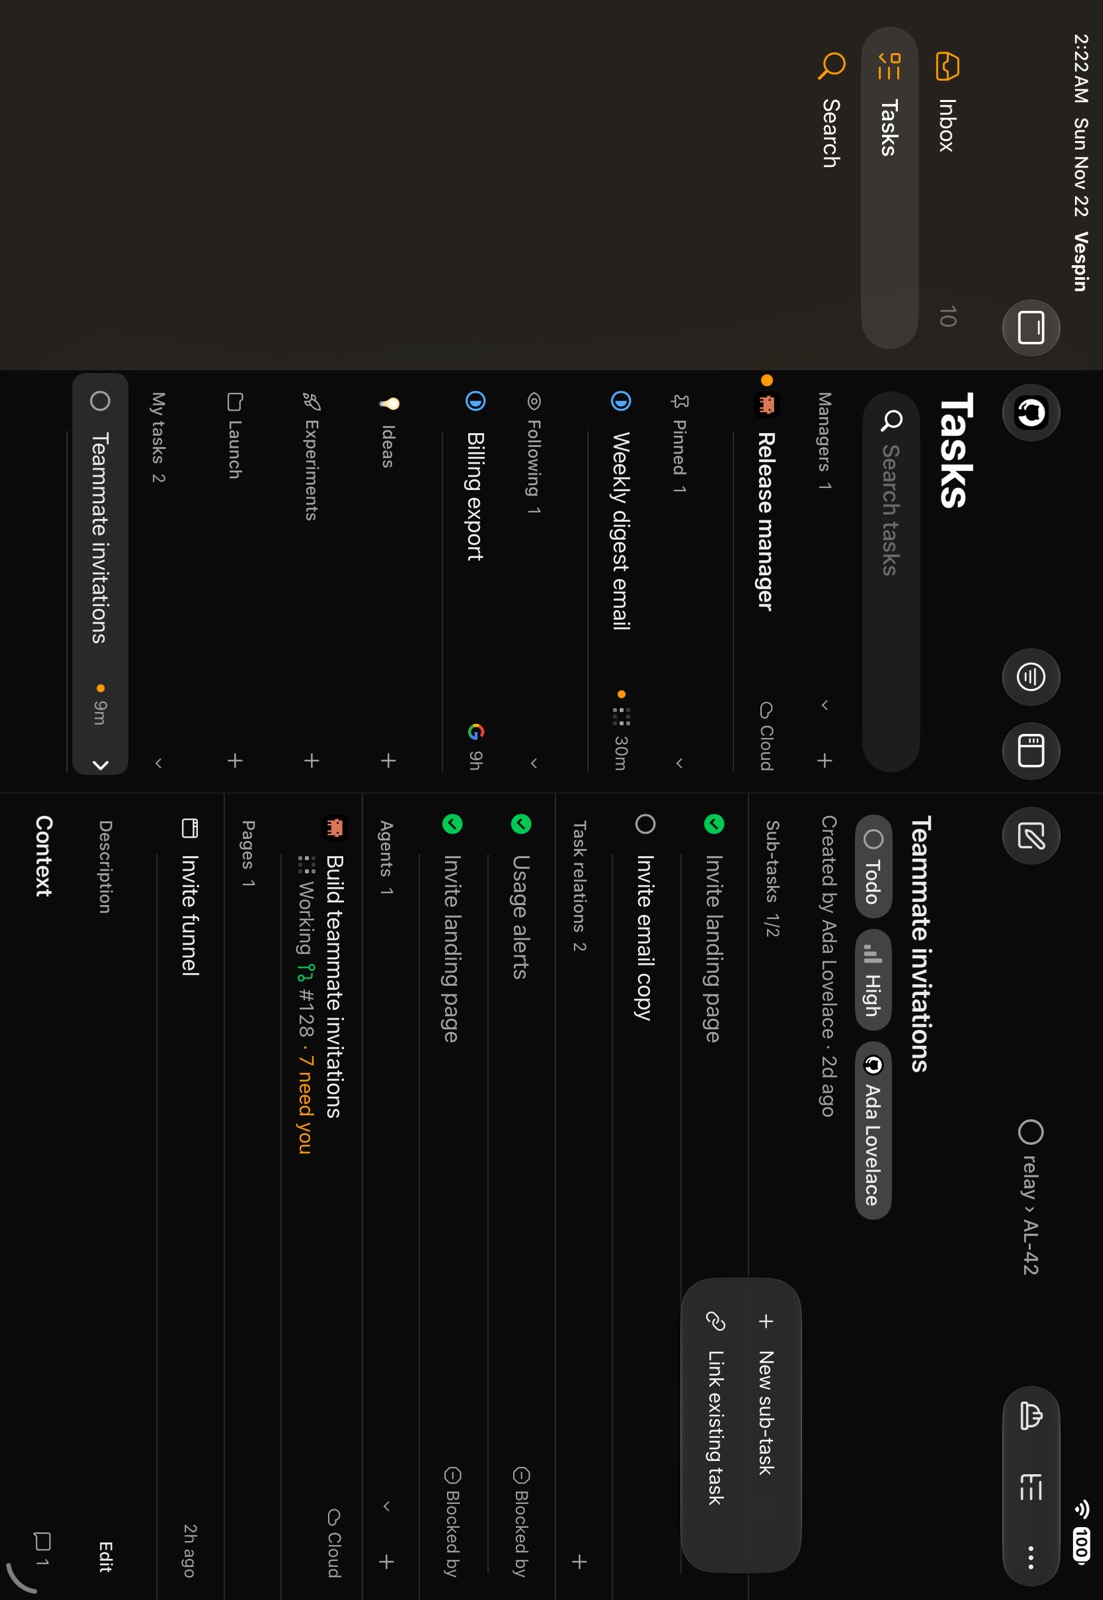 2:22 AM Sun Nov 22 Vespin
100
Inbox 10
Tasks
Search
Tasks
Search tasks
Managers 1
Release manager Cloud
Pinned 1
Weekly digest email 30m
Following 1
Billing export 9h
Ideas
Experiments
Launch
My tasks 2
Teammate invitations 9m
relay › AL-42
Teammate invitations
Todo High Ada Lovelace
Created by Ada Lovelace · 2d ago
Sub-tasks 1/2
New sub-task
Link existing task
Invite landing page
Invite email copy
Task relations 2
Usage alerts Blocked by
Invite landing page Blocked by
Agents 1
Build teammate invitations Cloud
Working #128 · 7 need you
Pages 1
Invite funnel 2h ago
Description Edit
Context 1